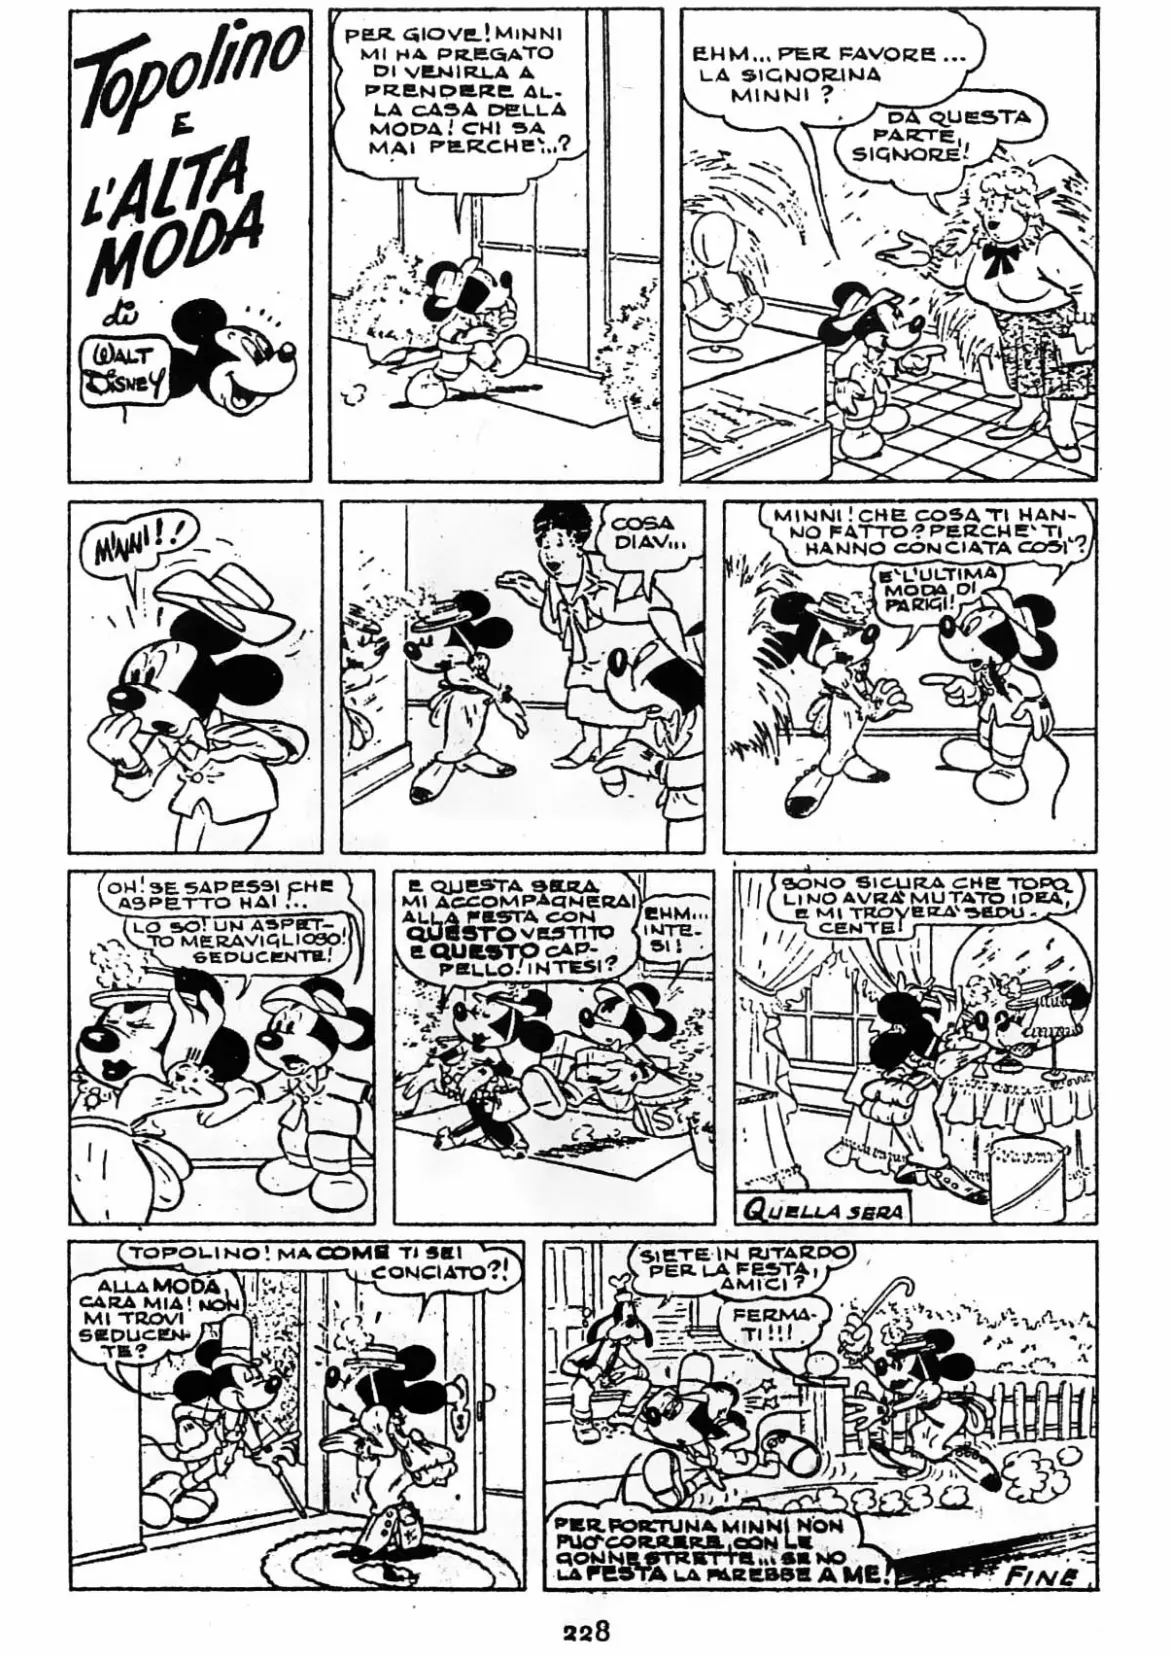 Topolino
E
L'ALTA
MODA
di
WALT
DISNEY
PER GIOVE! MINNI
MI HA PREGATO
DI VENIRLA A
PRENDERE AL-
LA CASA DELLA
MODA! CHI SA
MAI PERCHE'...?
EHM... PER FAVORE...
LA SIGNORINA
MINNI?
DA QUESTA
PARTE,
SIGNORE!
MINNI!!
COSA
DIAV...
MINNI! CHE COSA TI HAN-
NO FATTO? PERCHE' TI
HANNO CONCIATA COSI'?
E' L'ULTIMA
MODA DI
PARIGI!
OH! SE SAPESSI CHE
ASPETTO HAI...
LO SO! UN ASPET-
TO MERAVIGLIOSO!
SEDUCENTE!
E QUESTA SERA
MI ACCOMPAGNERAI
ALLA FESTA CON
QUESTO VESTITO
E QUESTO CAP-
PELLO! INTESI?
EHM...
INTE-
SI!
SONO SICURA CHE TOPO
LINO AVRA' MUTATO IDEA,
E MI TROVERA' SEDU-
CENTE!
QUELLA SERA
TOPOLINO! MA COME TI SEI
CONCIATO?!
ALLA MODA,
CARA MIA! NON
MI TROVI
SEDUCEN-
TE?
SIETE IN RITARDO
PER LA FESTA,
AMICI?
FERMA-
TI!!!
PER FORTUNA MINNI NON
PUO' CORRERE, CON LE
GONNE STRETTE... SE NO
LA FESTA LA FAREBBE A ME!
FINE
228